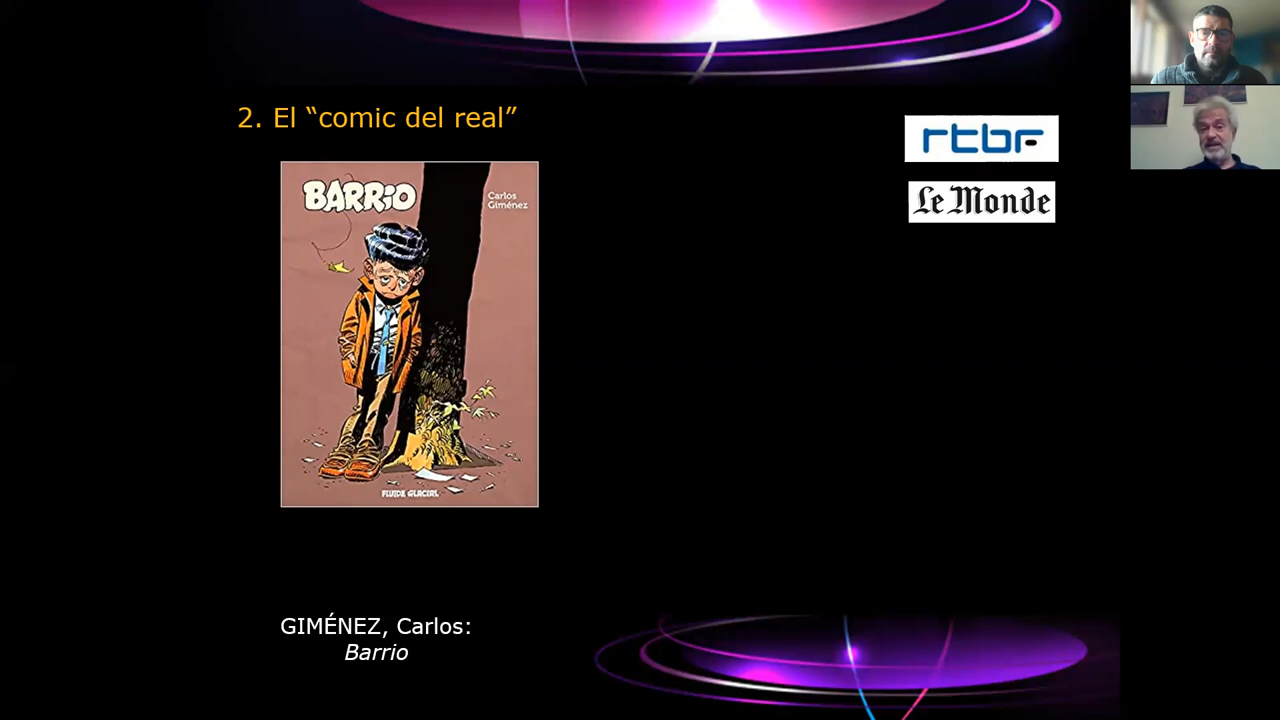 2. El “comic del real”
rtbf
Le Monde
BARRiO
Carlos
Giménez
FLUIDE GLACIAL
GIMÉNEZ, Carlos:
Barrio